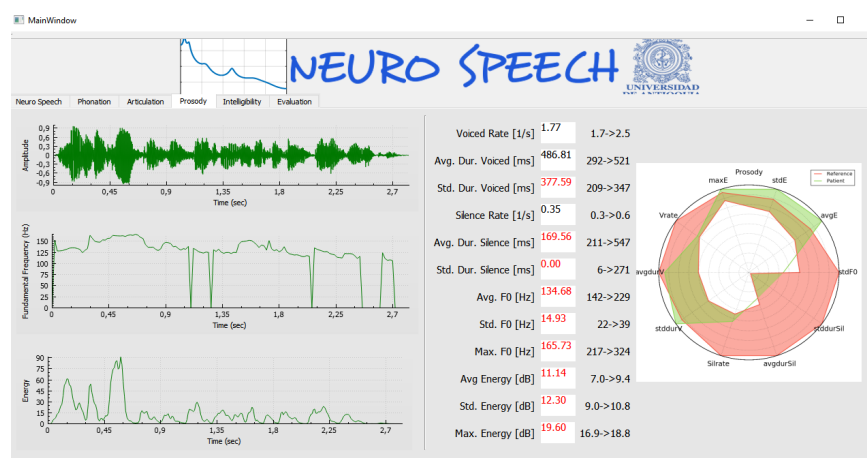 MainWindow
NEURO SPEECH
UNIVERSIDAD
Neuro Speech Phonation Articulation Prosody Intelligibility Evaluation
Amplitude
0,9
0,6
0,3
0
-0,3
-0,6
-0,9
0 0,45 0,9 1,35 1,8 2,25 2,7
Time (sec)
Fundamental Frequency (Hz)
150
125
100
75
50
25
0
0 0,45 0,9 1,35 1,8 2,25 2,7
Time (sec)
Energy
90
75
60
45
30
15
0
0 0,45 0,9 1,35 1,8 2,25 2,7
Time (sec)
Voiced Rate [1/s] 1.77 1.7->2.5
Avg. Dur. Voiced [ms] 486.81 292->521
Std. Dur. Voiced [ms] 377.59 209->347
Silence Rate [1/s] 0.35 0.3->0.6
Avg. Dur. Silence [ms] 169.56 211->547
Std. Dur. Silence [ms] 0.00 6->271
Avg. F0 [Hz] 134.68 142->229
Std. F0 [Hz] 14.93 22->39
Max. F0 [Hz] 165.73 217->324
Avg Energy [dB] 11.14 7.0->9.4
Std. Energy [dB] 12.30 9.0->10.8
Max. Energy [dB] 19.60 16.9->18.8
Prosody
Reference
Patient
maxE
stdE
Vrate
avgE
avgdurV
stdF0
stddurV
stddurSil
Silrate
avgdurSil